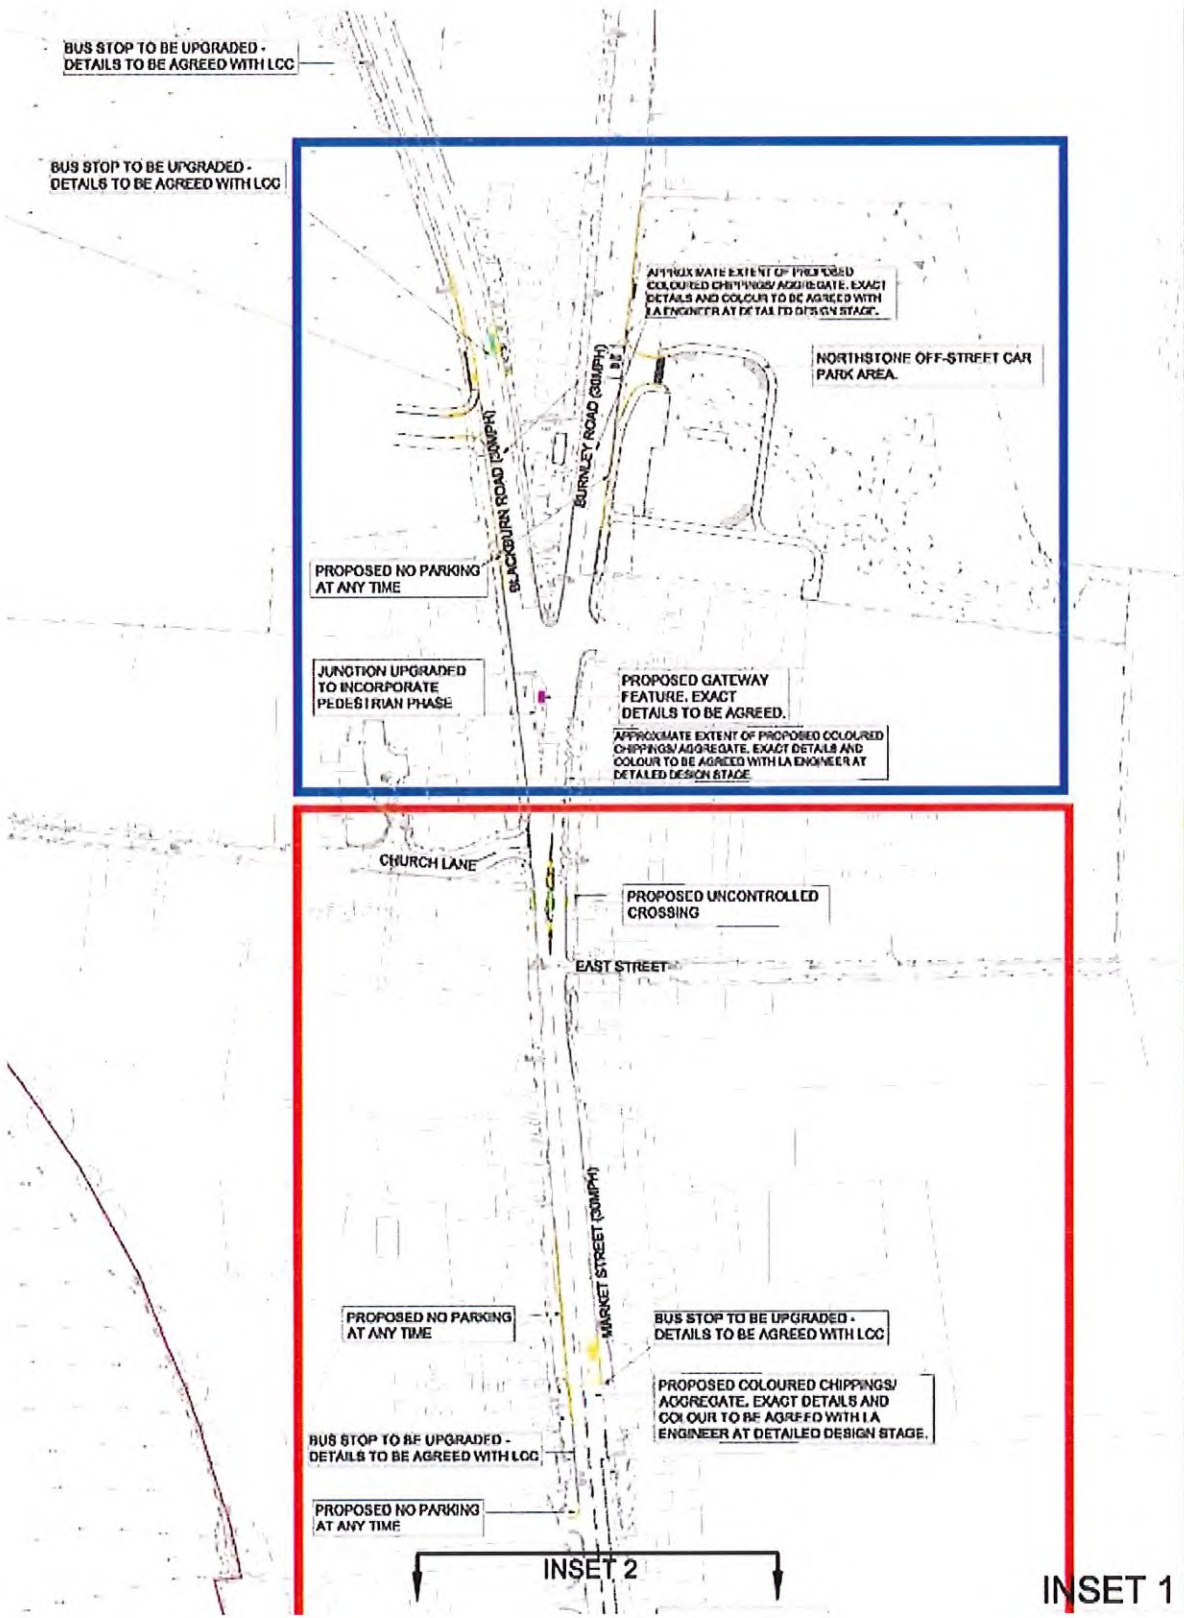 BUS STOP TO BE UPGRADED -
DETAILS TO BE AGREED WITH LCC
BUS STOP TO BE UPGRADED -
DETAILS TO BE AGREED WITH LCC
APPROXIMATE EXTENT OF PROPOSED
COLOURED CHIPPINGS/AGGREGATE. EXACT
DETAILS AND COLOUR TO BE AGREED WITH
LA ENGINEER AT DETAILED DESIGN STAGE.
NORTHSTONE OFF-STREET CAR
PARK AREA.
BURNLEY ROAD (30MPH)
BLACKBURN ROAD (30MPH)
PROPOSED NO PARKING
AT ANY TIME
JUNCTION UPGRADED
TO INCORPORATE
PEDESTRIAN PHASE
PROPOSED GATEWAY
FEATURE. EXACT
DETAILS TO BE AGREED.
APPROXIMATE EXTENT OF PROPOSED COLOURED
CHIPPINGS/AGGREGATE. EXACT DETAILS AND
COLOUR TO BE AGREED WITH LA ENGINEER AT
DETAILED DESIGN STAGE.
CHURCH LANE
PROPOSED UNCONTROLLED
CROSSING
EAST STREET
MARKET STREET (30MPH)
PROPOSED NO PARKING
AT ANY TIME
BUS STOP TO BE UPGRADED -
DETAILS TO BE AGREED WITH LCC
PROPOSED COLOURED CHIPPINGS/
AGGREGATE. EXACT DETAILS AND
COLOUR TO BE AGREED WITH LA
ENGINEER AT DETAILED DESIGN STAGE.
BUS STOP TO BE UPGRADED -
DETAILS TO BE AGREED WITH LCC
PROPOSED NO PARKING
AT ANY TIME
INSET 2
INSET 1